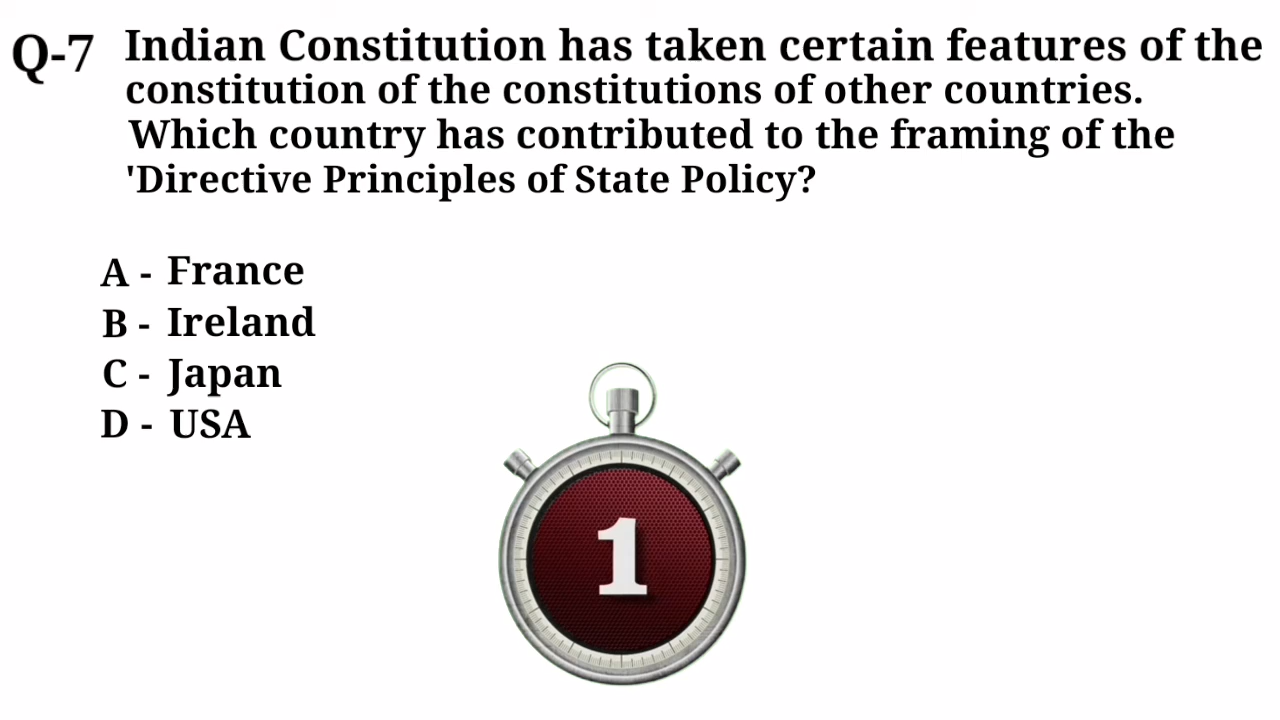 Q-7 Indian Constitution has taken certain features of the
constitution of the constitutions of other countries.
Which country has contributed to the framing of the
'Directive Principles of State Policy?
A - France
B - Ireland
C - Japan
D - USA
1